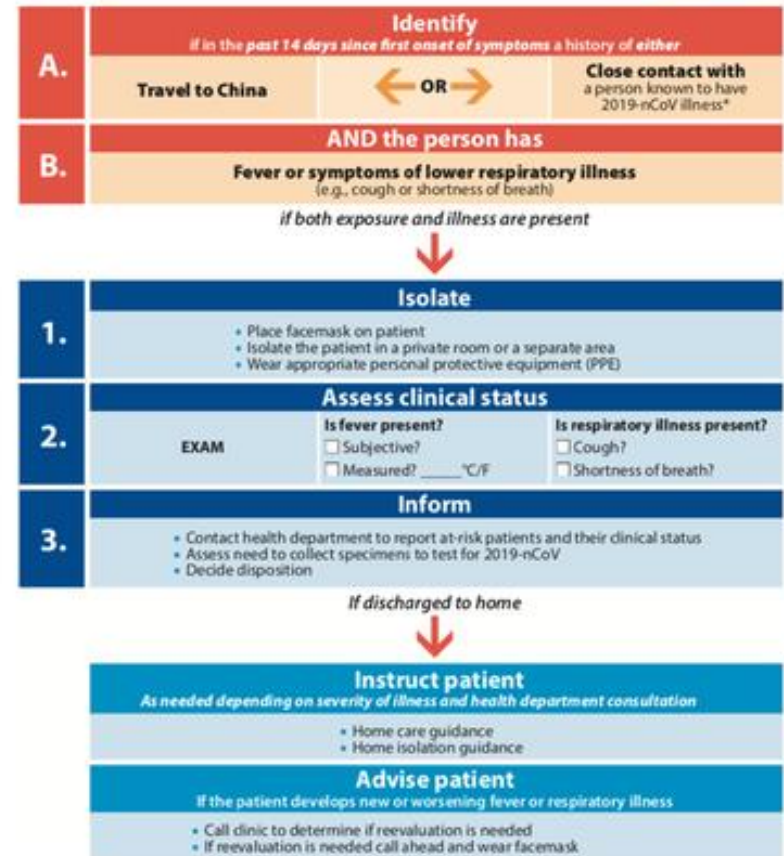 A.
Identify
if in the past 14 days since first onset of symptoms a history of either
Travel to China
OR
Close contact with
a person known to have
2019-nCoV illness*
B.
AND the person has
Fever or symptoms of lower respiratory illness
(e.g., cough or shortness of breath)
if both exposure and illness are present
1.
Isolate
• Place facemask on patient
• Isolate the patient in a private room or a separate area
• Wear appropriate personal protective equipment (PPE)
2.
Assess clinical status
EXAM
Is fever present?
Subjective?
Measured? _____°C/F
Is respiratory illness present?
Cough?
Shortness of breath?
3.
Inform
• Contact health department to report at-risk patients and their clinical status
• Assess need to collect specimens to test for 2019-nCoV
• Decide disposition
If discharged to home
Instruct patient
As needed depending on severity of illness and health department consultation
• Home care guidance
• Home isolation guidance
Advise patient
If the patient develops new or worsening fever or respiratory illness
• Call clinic to determine if reevaluation is needed
• If reevaluation is needed call ahead and wear facemask